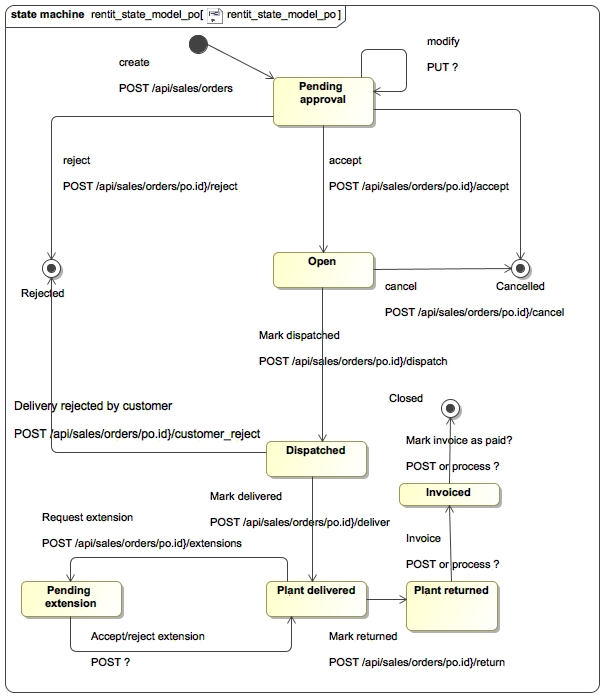 state machine rentit_state_model_po[ rentit_state_model_po ]
modify
PUT ?
create
POST /api/sales/orders
Pending
approval
reject
POST /api/sales/orders/po.id}/reject
accept
POST /api/sales/orders/po.id}/accept
Open
Rejected
cancel
Cancelled
POST /api/sales/orders/po.id}/cancel
Mark dispatched
POST /api/sales/orders/po.id}/dispatch
Closed
Delivery rejected by customer
POST /api/sales/orders/po.id}/customer_reject
Mark invoice as paid?
POST or process ?
Dispatched
Invoiced
Mark delivered
POST /api/sales/orders/po.id}/deliver
Request extension
POST /api/sales/orders/po.id}/extensions
Invoice
POST or process ?
Pending
extension
Plant delivered
Plant returned
Accept/reject extension
POST ?
Mark returned
POST /api/sales/orders/po.id}/return